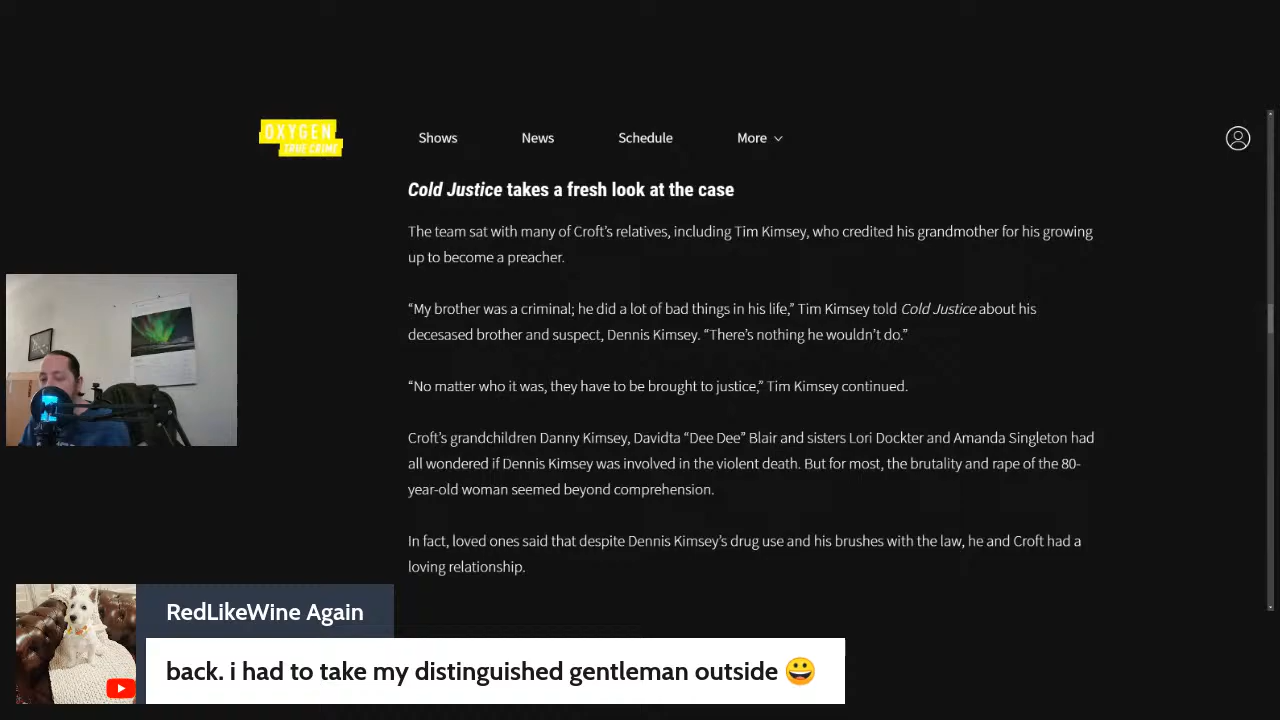 OXYGEN
TRUE CRIME
Shows
News
Schedule
More
Cold Justice takes a fresh look at the case
The team sat with many of Croft’s relatives, including Tim Kimsey, who credited his grandmother for his growing
up to become a preacher.
“My brother was a criminal; he did a lot of bad things in his life,” Tim Kimsey told Cold Justice about his
decesased brother and suspect, Dennis Kimsey. “There’s nothing he wouldn’t do.”
“No matter who it was, they have to be brought to justice,” Tim Kimsey continued.
Croft’s grandchildren Danny Kimsey, Davidta “Dee Dee” Blair and sisters Lori Dockter and Amanda Singleton had
all wondered if Dennis Kimsey was involved in the violent death. But for most, the brutality and rape of the 80-
year-old woman seemed beyond comprehension.
In fact, loved ones said that despite Dennis Kimsey’s drug use and his brushes with the law, he and Croft had a
loving relationship.
RedLikeWine Again
back. i had to take my distinguished gentleman outside 😀